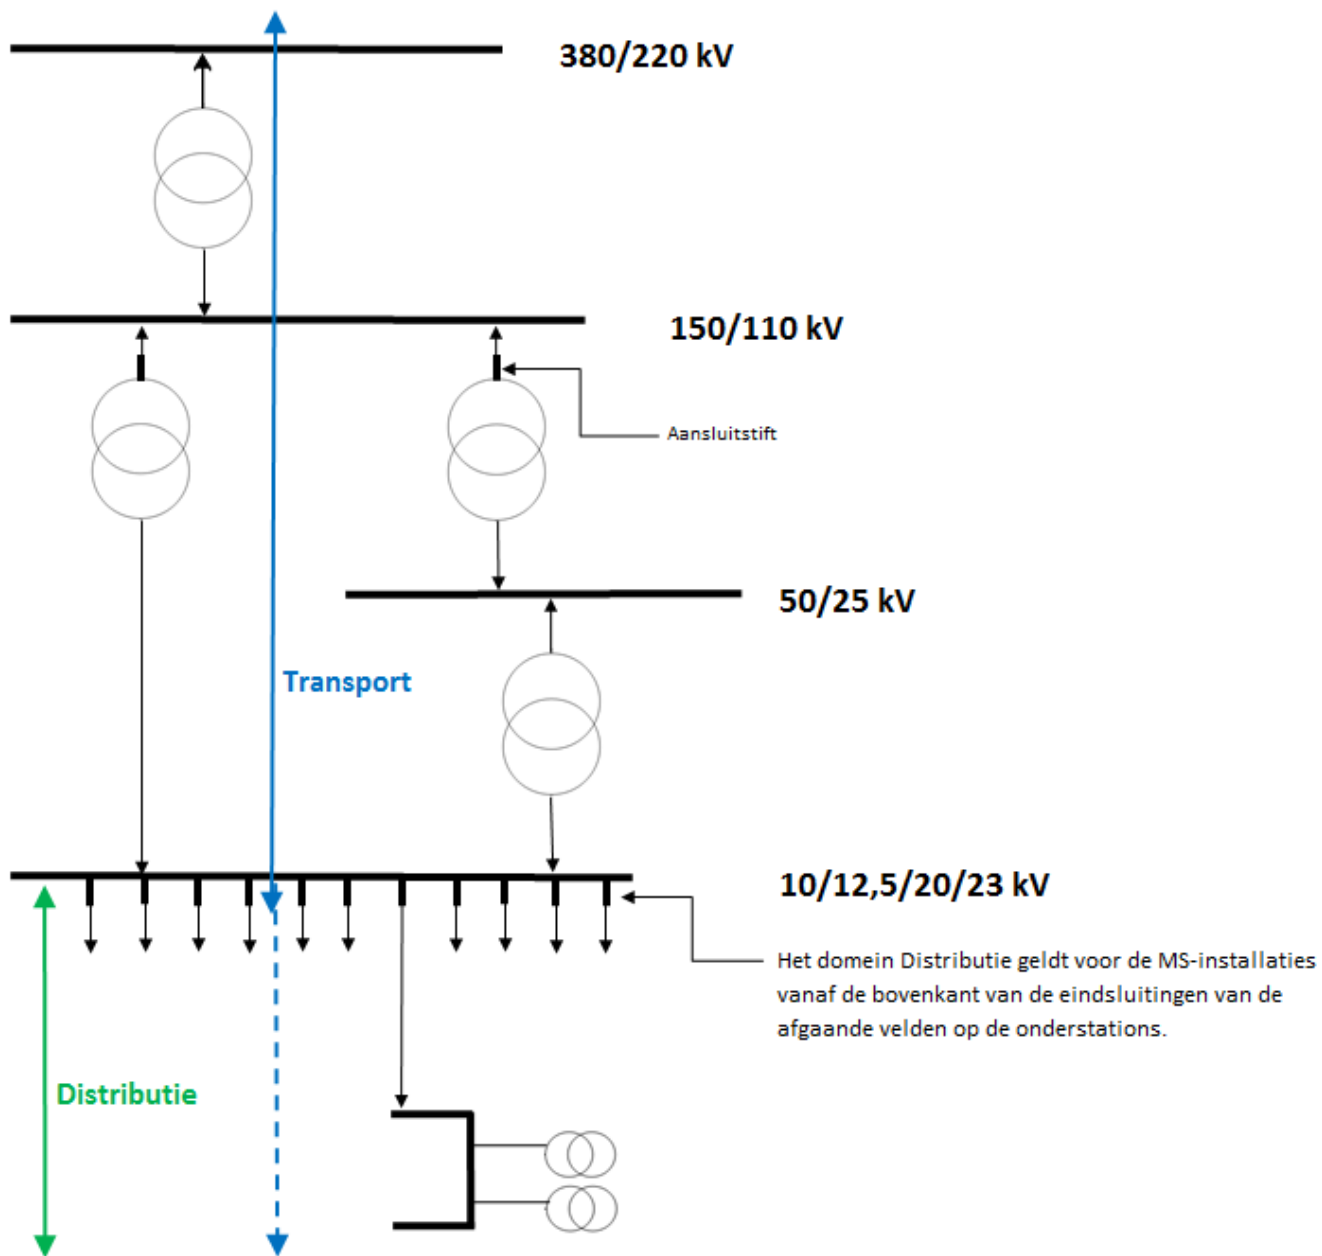 380/220 kV
150/110 kV
Aansluitstift
50/25 kV
Transport
10/12,5/20/23 kV
Het domein Distributie geldt voor de MS-installaties
vanaf de bovenkant van de eindsluitingen van de
afgaande velden op de onderstations.
Distributie